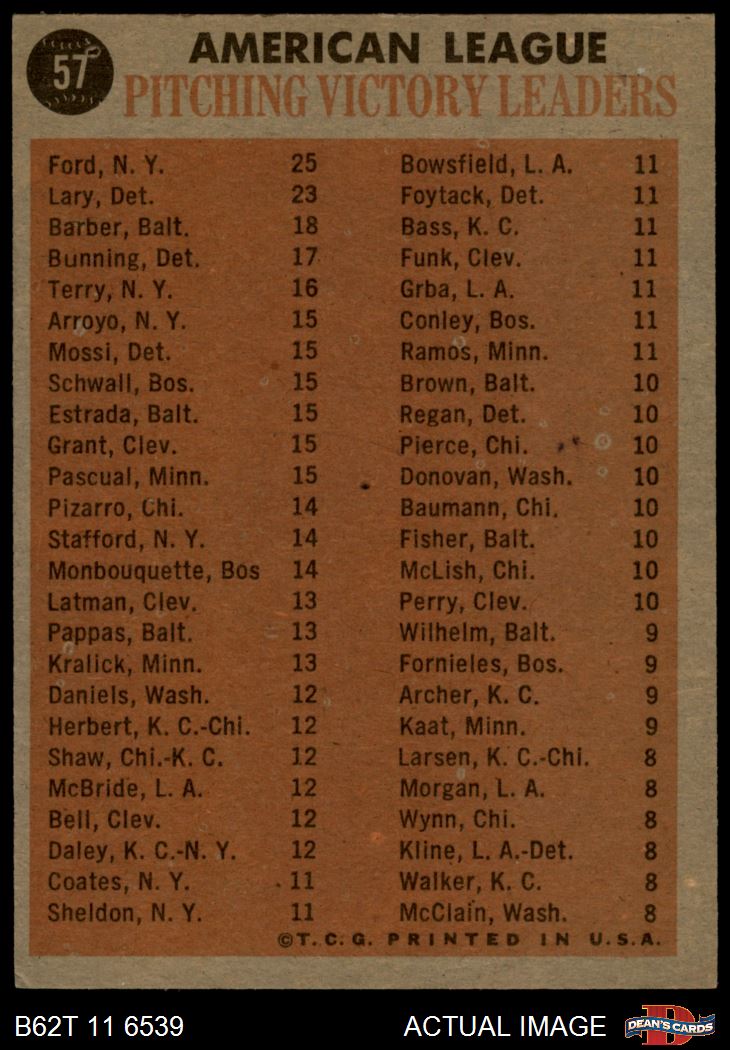 57
AMERICAN LEAGUE
PITCHING VICTORY LEADERS
Ford, N. Y. 25
Lary, Det. 23
Barber, Balt. 18
Bunning, Det. 17
Terry, N. Y. 16
Arroyo, N. Y. 15
Mossi, Det. 15
Schwall, Bos. 15
Estrada, Balt. 15
Grant, Clev. 15
Pascual, Minn. 15
Pizarro, Chi. 14
Stafford, N. Y. 14
Monbouquette, Bos 14
Latman, Clev. 13
Pappas, Balt. 13
Kralick, Minn. 13
Daniels, Wash. 12
Herbert, K. C.-Chi. 12
Shaw, Chi.-K. C. 12
McBride, L. A. 12
Bell, Clev. 12
Daley, K. C.-N. Y. 12
Coates, N. Y. 11
Sheldon, N. Y. 11
Bowsfield, L. A. 11
Foytack, Det. 11
Bass, K. C. 11
Funk, Clev. 11
Grba, L. A. 11
Conley, Bos. 11
Ramos, Minn. 11
Brown, Balt. 10
Regan, Det. 10
Pierce, Chi. 10
Donovan, Wash. 10
Baumann, Chi. 10
Fisher, Balt. 10
McLish, Chi. 10
Perry, Clev. 10
Wilhelm, Balt. 9
Fornieles, Bos. 9
Archer, K. C. 9
Kaat, Minn. 9
Larsen, K. C.-Chi. 8
Morgan, L. A. 8
Wynn, Chi. 8
Kline, L. A.-Det. 8
Walker, K. C. 8
McClain, Wash. 8
©T. C. G. PRINTED IN U.S.A.
B62T 11 6539
ACTUAL IMAGE
D
DEAN'S CARDS